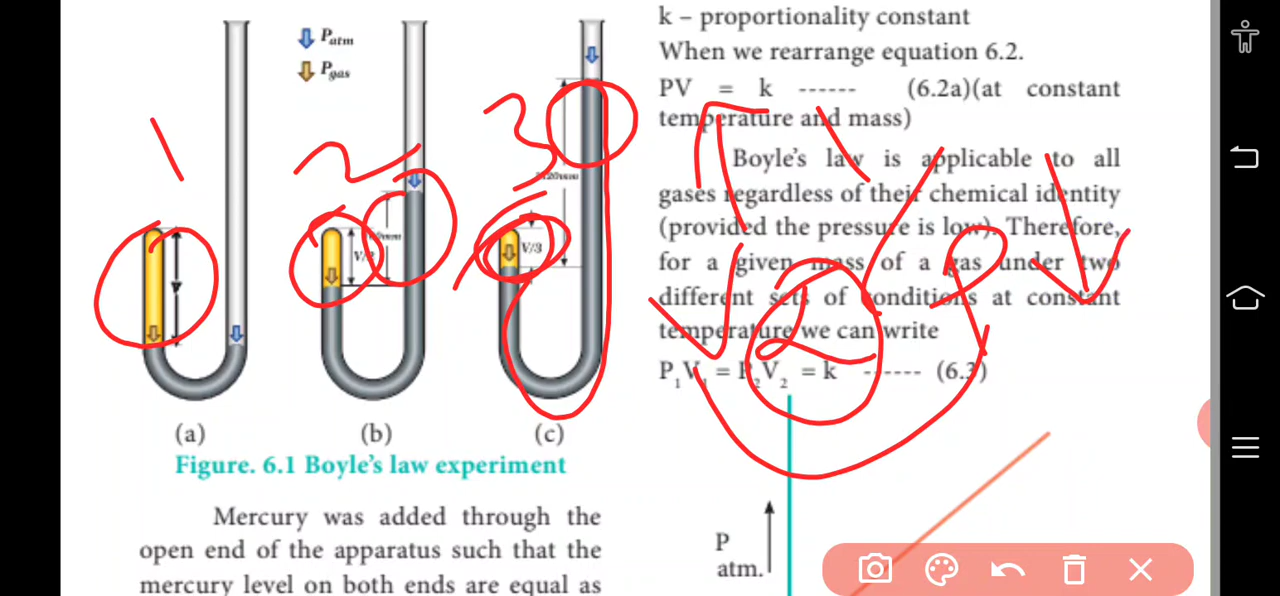 P atm
P gas
V/3
(a)
(b)
(c)
Figure. 6.1 Boyle's law experiment
Mercury was added through the
open end of the apparatus such that the
mercury level on both ends are equal as
1
2
3
k – proportionality constant
When we rearrange equation 6.2.
PV = k ------ (6.2a)(at constant
temperature and mass)
Boyle's law is applicable to all
gases regardless of their chemical identity
(provided the pressure is low). Therefore,
for a given mass of a gas under two
different sets of conditions at constant
temperature we can write
P₁V₁ = P₂V₂ = k ------ (6.3)
P
atm.